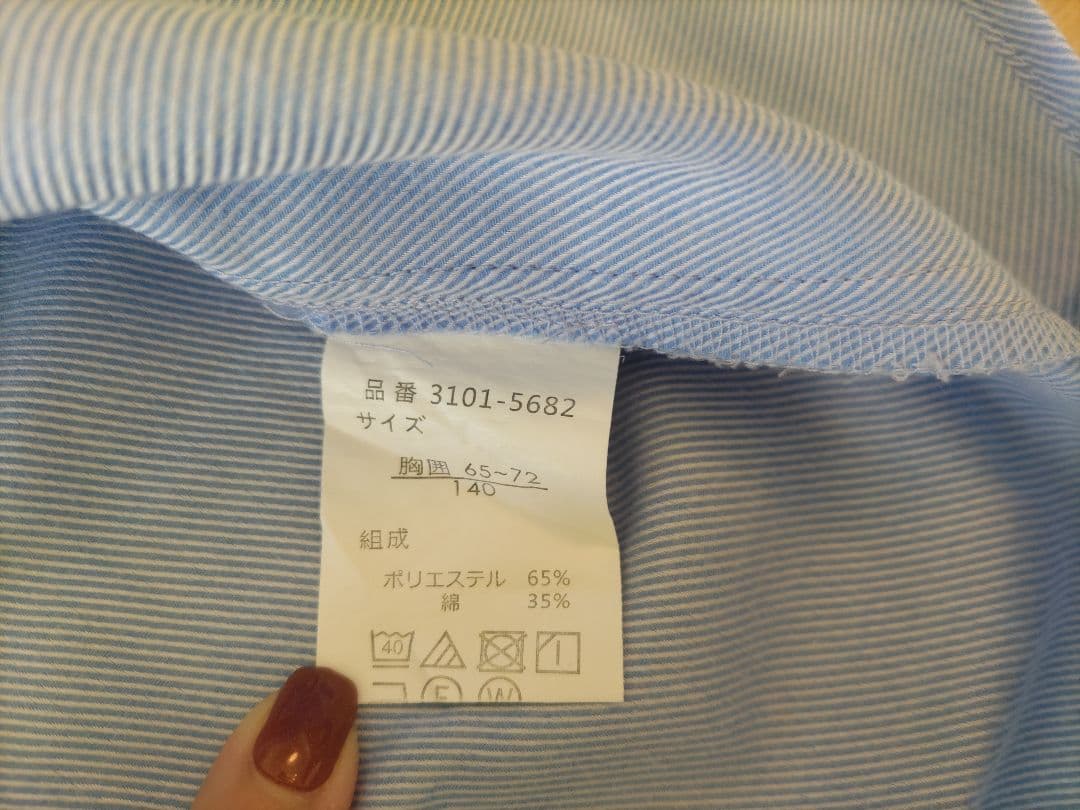 品番 3101-5682
サイズ
胸囲 65~72
140
組成
ポリエステル 65%
綿 35%
40
F W